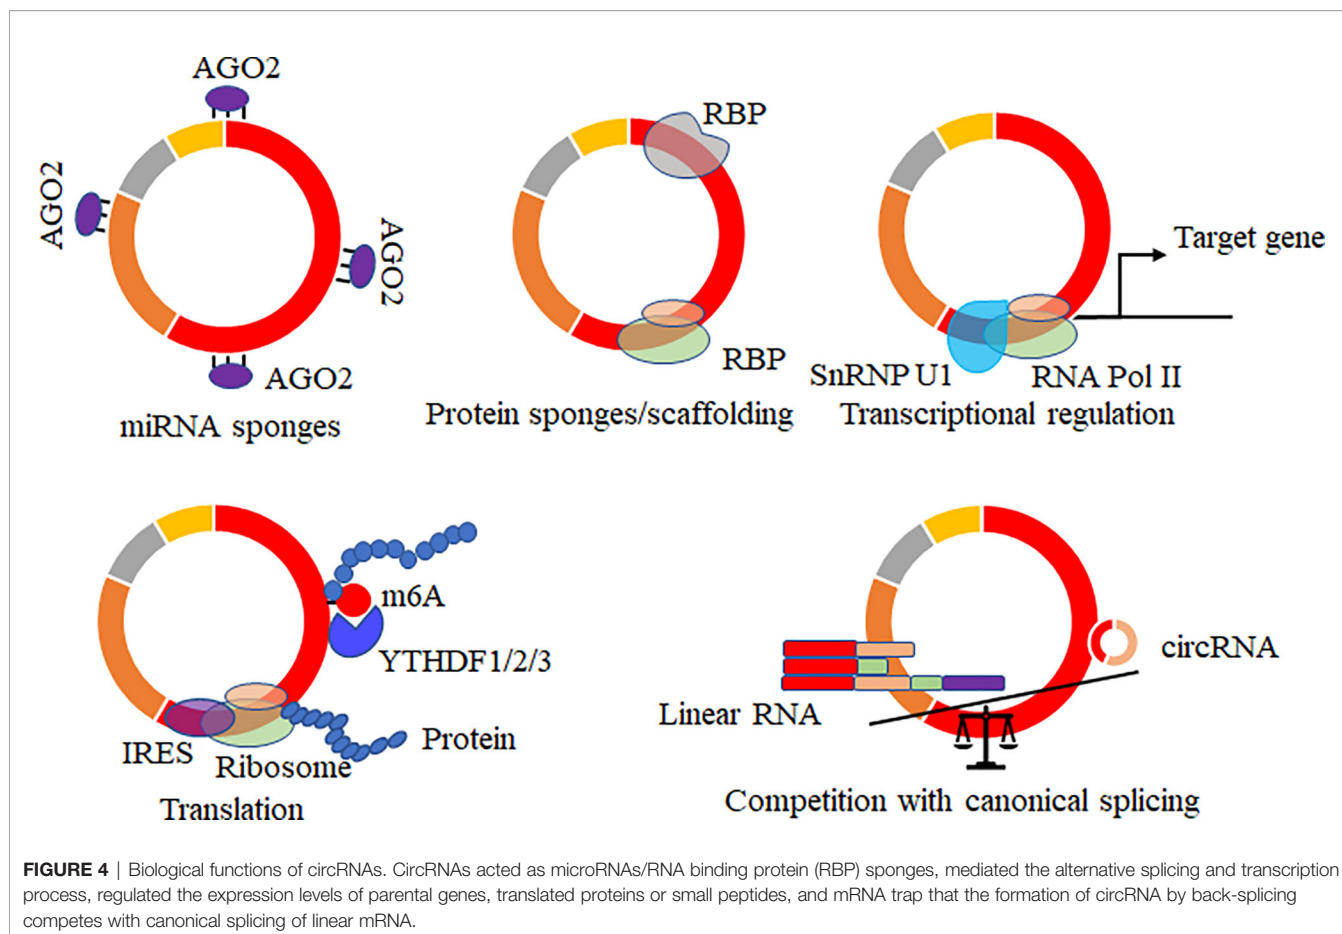 AGO2
AGO2
AGO2
AGO2
miRNA sponges
RBP
RBP
Protein sponges/scaffolding
Target gene
SnRNP U1
RNA Pol II
Transcriptional regulation
m6A
YTHDF1/2/3
IRES
Ribosome
Protein
Translation
circRNA
Linear RNA
Competition with canonical splicing
FIGURE 4 | Biological functions of circRNAs. CircRNAs acted as microRNAs/RNA binding protein (RBP) sponges, mediated the alternative splicing and transcription
process, regulated the expression levels of parental genes, translated proteins or small peptides, and mRNA trap that the formation of circRNA by back-splicing
competes with canonical splicing of linear mRNA.